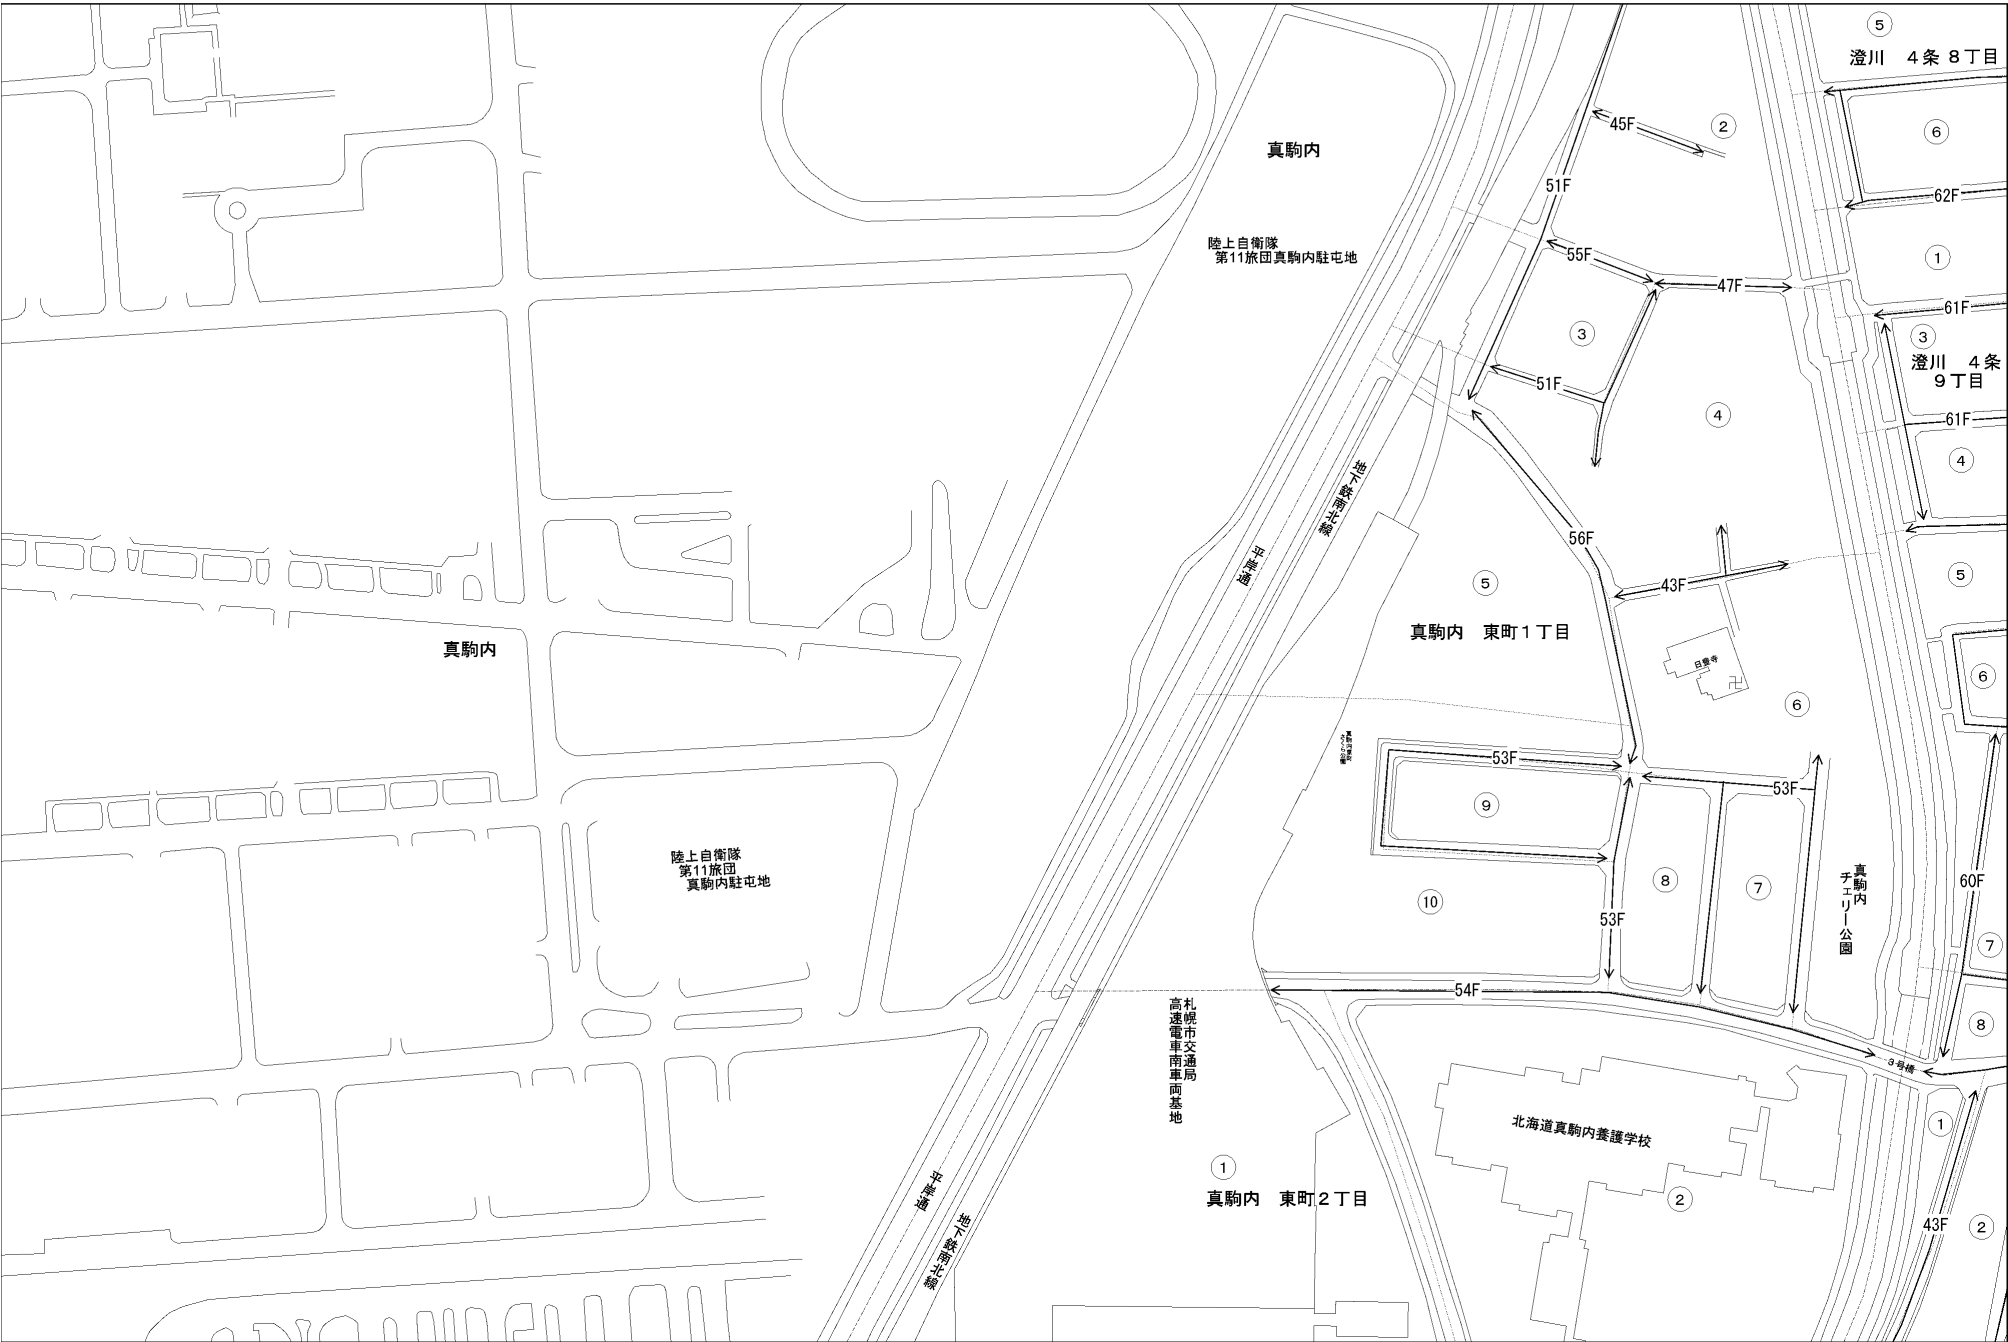 ⑤
澄川 4条 8丁目
45F
②
⑥
真駒内
51F
62F
陸上自衛隊
第11旅団真駒内駐屯地
55F
①
47F
61F
③
③
澄川 4条
9丁目
51F
4
61F
④
地下鉄南北線
56F
平岸通
⑤
43F
⑤
真駒内 東町1丁目
真駒内
日登寺
⑥
⑥
53F
53F
⑨
陸上自衛隊
第11旅団
真駒内駐屯地
⑧
⑦
真駒内
チェリー公園
60F
⑩
53F
⑦
54F
札幌市交通局
高速電車南車両基地
⑧
3号橋
北海道真駒内養護学校
①
①
真駒内 東町2丁目
②
平岸通
地下鉄南北線
43F
②